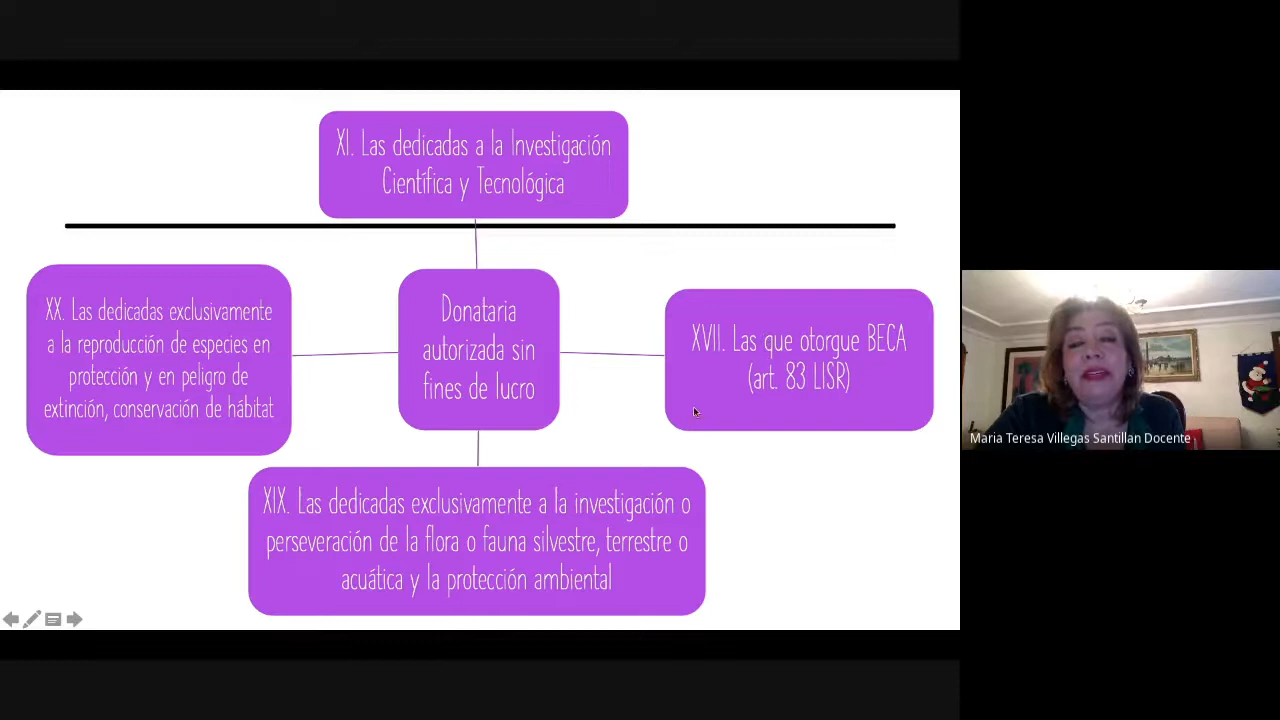 XI. Las dedicadas a la Investigación
Científica y Tecnológica
XX. Las dedicadas exclusivamente
a la reproducción de especies en
protección y en peligro de
extinción, conservación de hábitat
Donataria
autorizada sin
fines de lucro
XVII. Las que otorgue BECA
(art. 83 LISR)
XIX. Las dedicadas exclusivamente a la investigación o
perseveración de la flora o fauna silvestre, terrestre o
acuática y la protección ambiental
Maria Teresa Villegas Santillan Docente